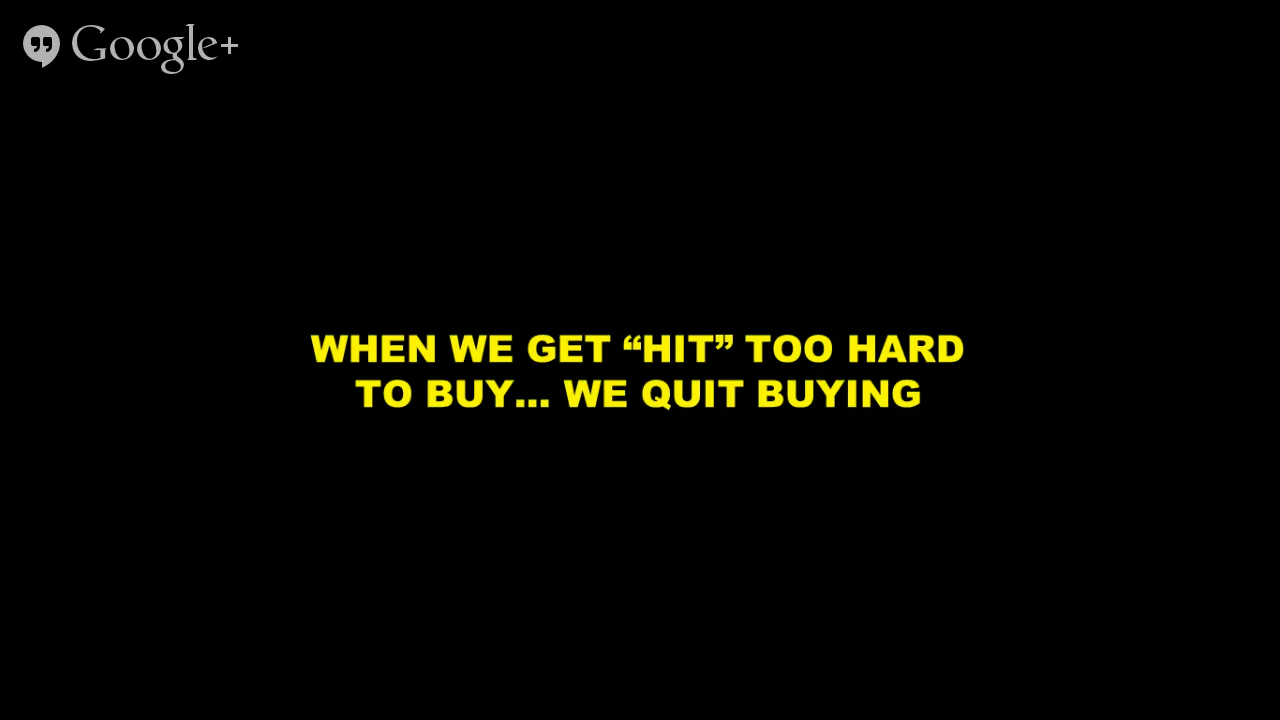 Google+
WHEN WE GET “HIT” TOO HARD
TO BUY... WE QUIT BUYING